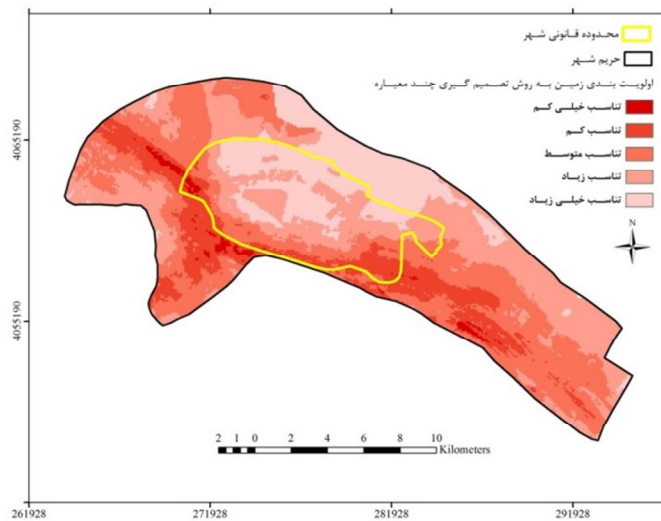 محدوده قانونی شهر
حریم شهر
اولویت بندی زمین به روش تصمیم گیری چند معیاره
تناسب خیلی کم
تناسب کم
تناسب متوسط
تناسب زیاد
تناسب خیلی زیاد
N
4065190
4055190
2 1 0 2 4 6 8 10
Kilometers
261928 271928 281928 291928